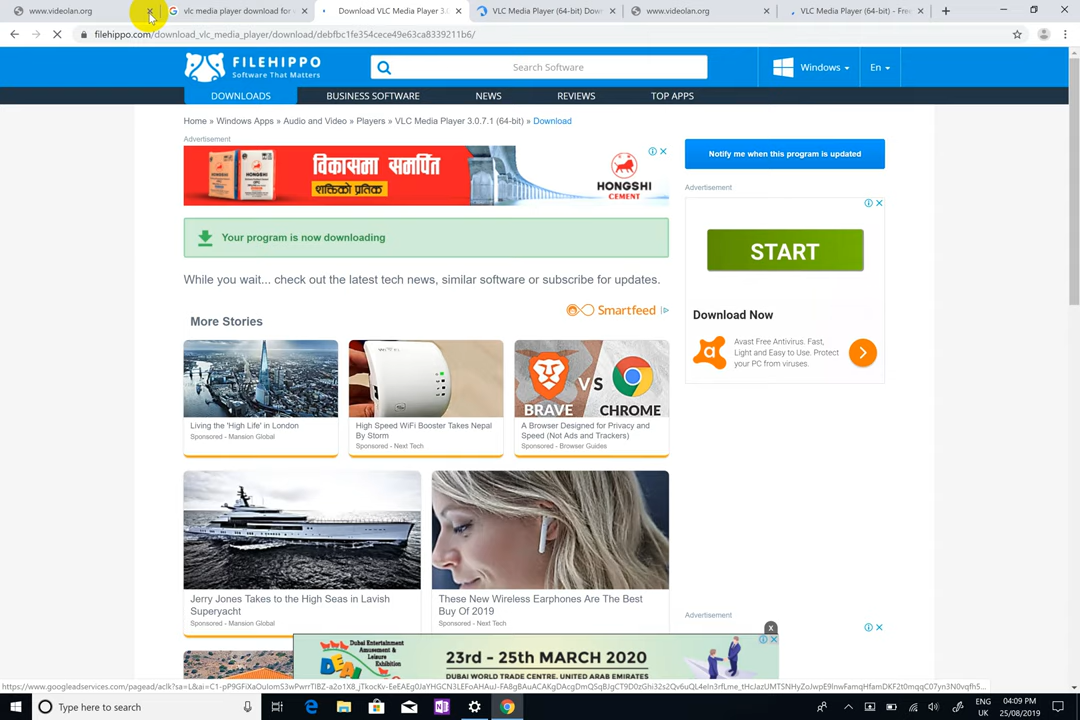 www.videolan.org
vlc media player download for
Download VLC Media Player 3.0
VLC Media Player (64-bit) Dow
www.videolan.org
VLC Media Player (64-bit) - Fre
filehippo.com/download_vlc_media_player/download/debfbc1fe354cece49e63ca8339211b6/
FILEHIPPO
Software That Matters
Search Software
Windows
En
DOWNLOADS
BUSINESS SOFTWARE
NEWS
REVIEWS
TOP APPS
Home » Windows Apps » Audio and Video » Players » VLC Media Player 3.0.7.1 (64-bit) » Download
Advertisement
विकासमा समर्पित
शक्तिको प्रतिक
HONGSHI
CEMENT
Notify me when this program is updated
Advertisement
Your program is now downloading
While you wait... check out the latest tech news, similar software or subscribe for updates.
START
Smartfeed
More Stories
Download Now
Avast Free Antivirus. Fast,
Light and Easy to Use. Protect
your PC from viruses.
BRAVE VS CHROME
Living the 'High Life' in London
Sponsored - Mansion Global
High Speed WiFi Booster Takes Nepal
By Storm
Sponsored - Next Tech
A Browser Designed for Privacy and
Speed (Not Ads and Trackers)
Sponsored - Browser Guides
Jerry Jones Takes to the High Seas in Lavish
Superyacht
Sponsored - Mansion Global
These New Wireless Earphones Are The Best
Buy Of 2019
Sponsored - Next Tech
Advertisement
Dubai Entertainment
Amusement & Leisure
Exhibition
DEAL
23rd - 25th MARCH 2020
DUBAI WORLD TRADE CENTRE, UNITED ARAB EMIRATES
Type here to search
ENG
UK
04:09 PM
25/08/2019